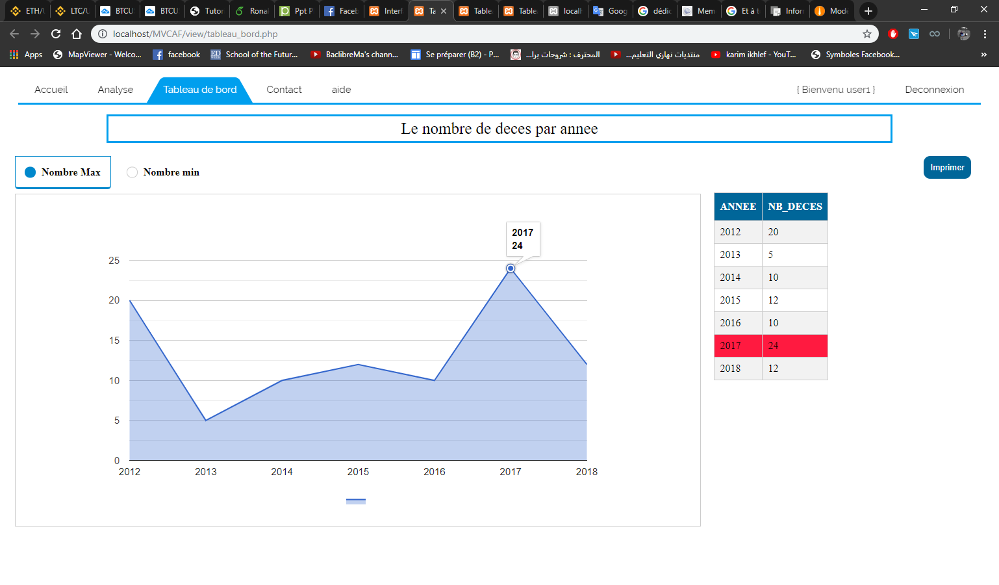 ETH/U LTC/U BTCU BTCU Tutor Rona Ppt P Faceb Interf Ta Table Table local Goog dédic Mem Et à t Infor Mod
localhost/MVCAF/view/tableau_bord.php
Apps MapViewer - Welco... facebook School of the Futur... BaclibreMa's chann... Se préparer (B2) - P... المحترف : شروحات برا... منتديات نهاري التعليم... karim ikhlef - YouT... Symboles Facebook... »
Accueil Analyse Tableau de bord Contact aide [ Bienvenu user1 ] Deconnexion
Le nombre de deces par annee
Nombre Max Nombre min Imprimer
2017
24
25
20
15
10
5
0
2012 2013 2014 2015 2016 2017 2018
ANNEE NB_DECES
2012 20
2013 5
2014 10
2015 12
2016 10
2017 24
2018 12